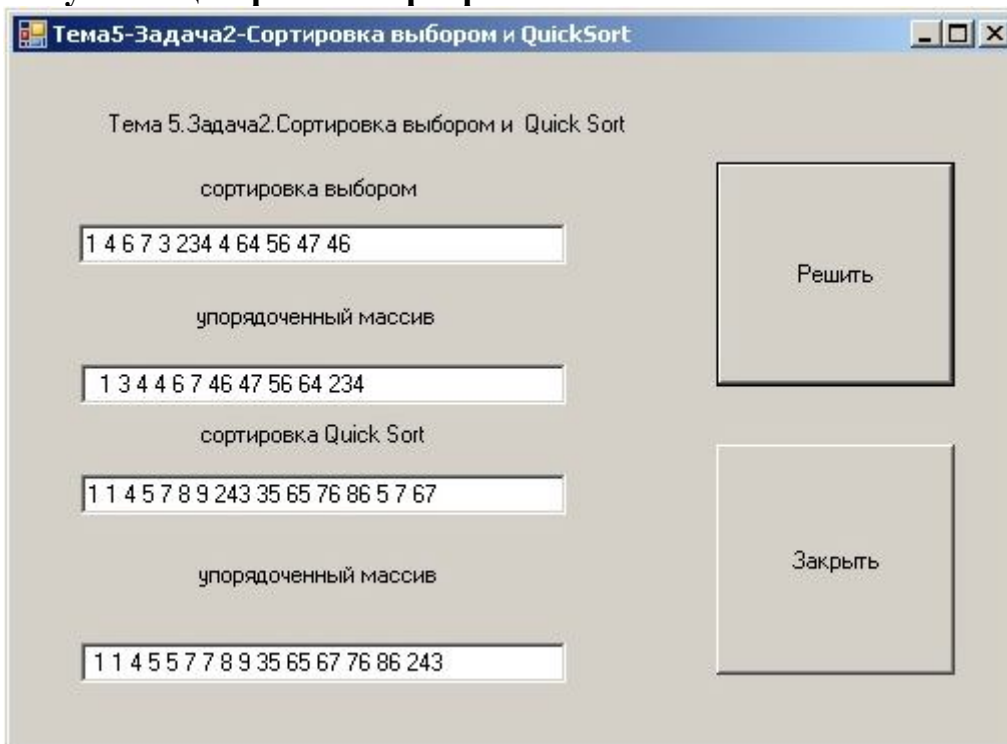 Тема5-Задача2-Сортировка выбором и QuickSort
Тема 5.Задача2.Сортировка выбором и Quick Sort
сортировка выбором
1 4 6 7 3 234 4 64 56 47 46
Решить
упорядоченный массив
1 3 4 4 6 7 46 47 56 64 234
сортировка Quick Sort
1 1 4 5 7 8 9 243 35 65 76 86 5 7 67
Закрыть
упорядоченный массив
1 1 4 5 5 7 7 8 9 35 65 67 76 86 243